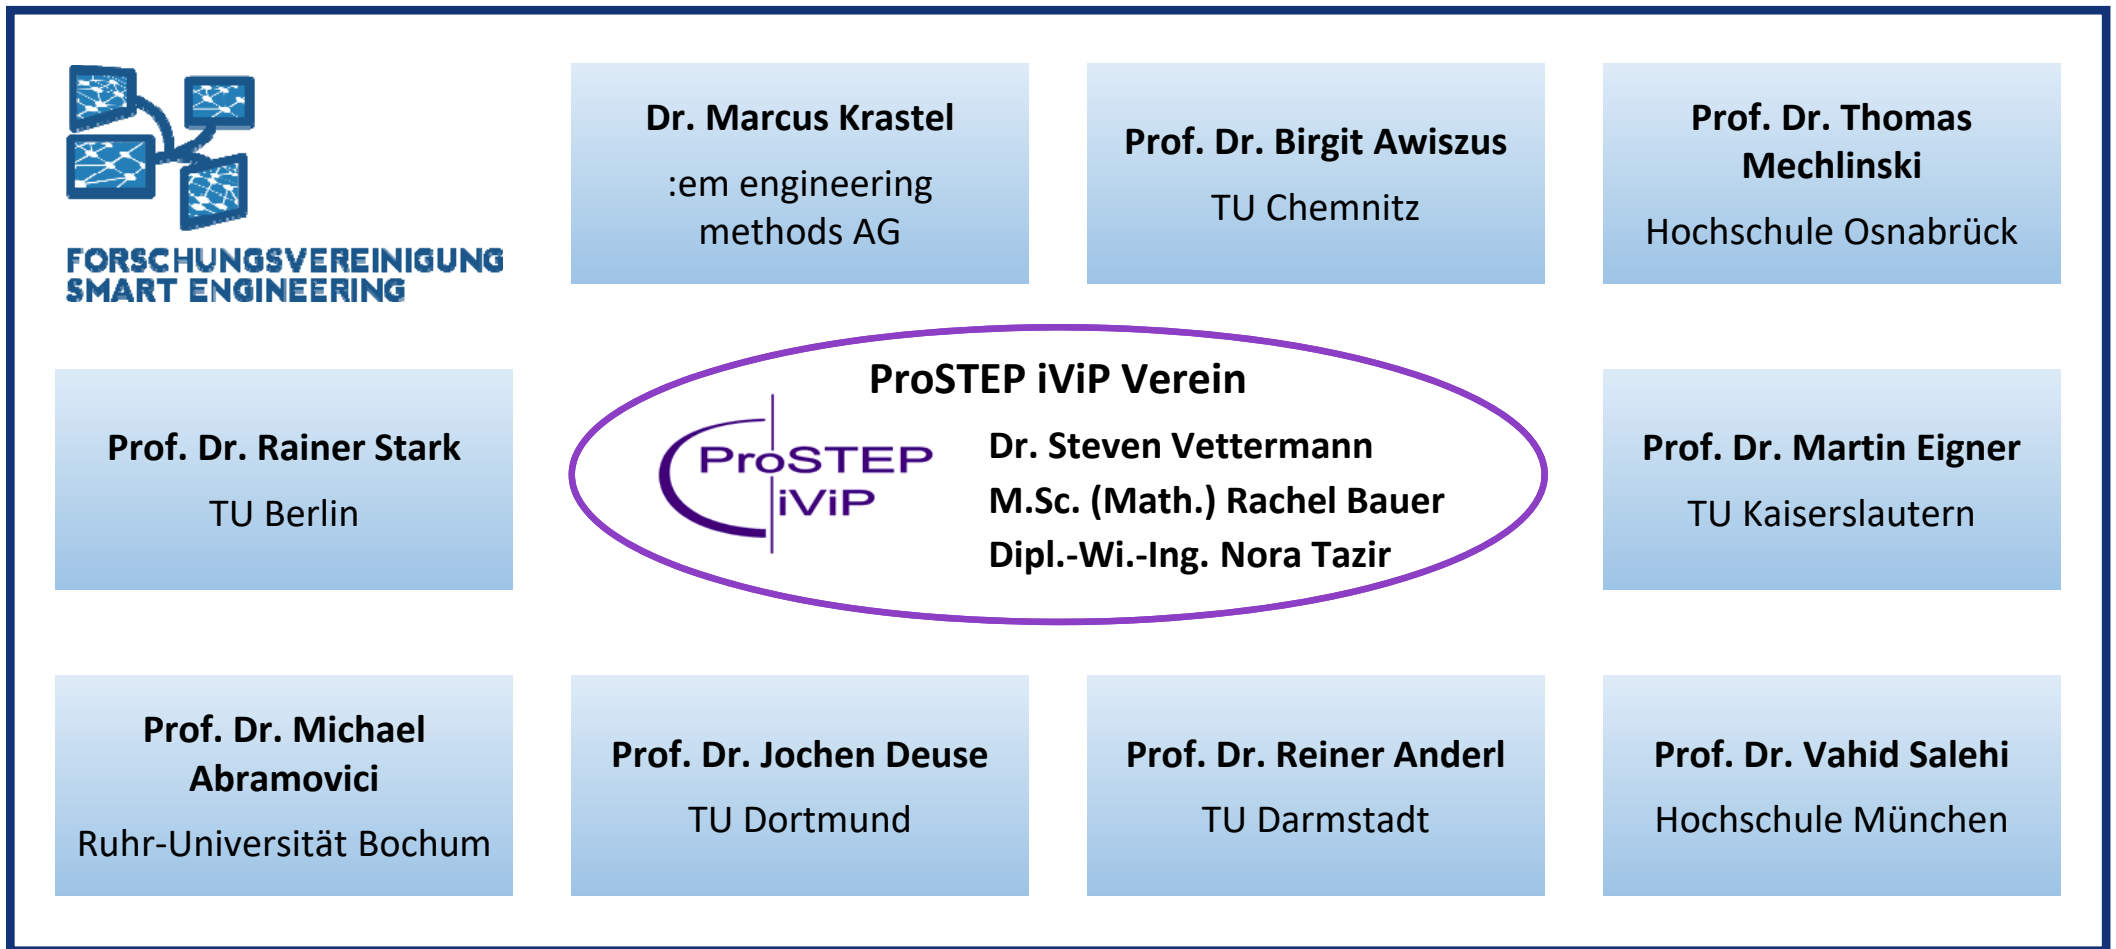 FORSCHUNGSVEREINIGUNG
SMART ENGINEERING
Dr. Marcus Krastel
:em engineering
methods AG
Prof. Dr. Birgit Awiszus
TU Chemnitz
Prof. Dr. Thomas
Mechlinski
Hochschule Osnabrück
Prof. Dr. Rainer Stark
TU Berlin
ProSTEP iViP Verein
ProSTEP
iViP
Dr. Steven Vettermann
M.Sc. (Math.) Rachel Bauer
Dipl.-Wi.-Ing. Nora Tazir
Prof. Dr. Martin Eigner
TU Kaiserslautern
Prof. Dr. Michael
Abramovici
Ruhr-Universität Bochum
Prof. Dr. Jochen Deuse
TU Dortmund
Prof. Dr. Reiner Anderl
TU Darmstadt
Prof. Dr. Vahid Salehi
Hochschule München